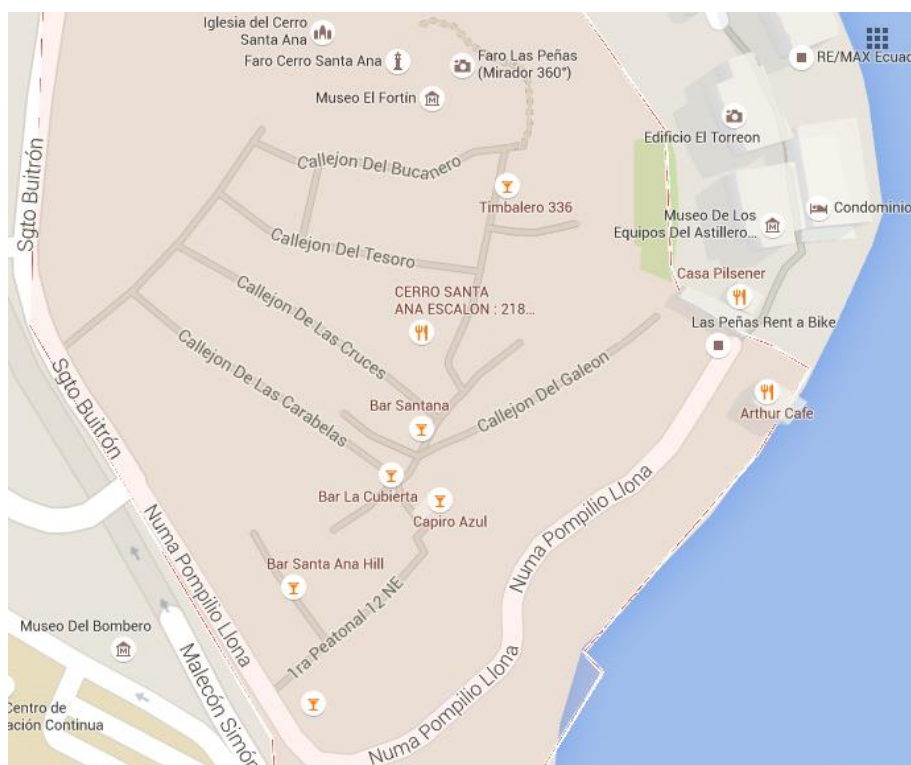 Iglesia del Cerro
Santa Ana
Faro Cerro Santa Ana
Faro Las Peñas
(Mirador 360°)
Museo El Fortín
RE/MAX Ecuad
Edificio El Torreon
Sgto Buitrón
Callejon Del Bucanero
Timbalero 336
Museo De Los
Equipos Del Astillero...
Condominio
Callejon Del Tesoro
Casa Pilsener
CERRO SANTA
ANA ESCALON : 218...
Callejon De Las Cruces
Las Peñas Rent a Bike
Callejon De Las Carabelas
Sgto Buitrón
Callejon Del Galeon
Bar Santana
Arthur Cafe
Bar La Cubierta
Capiro Azul
Numa Pompilio Llona
Numa Pompilio Llona
Bar Santa Ana Hill
1ra Peatonal 12 NE
Museo Del Bombero
Malecón Simón
Numa Pompilio Llona
Centro de
ación Continua